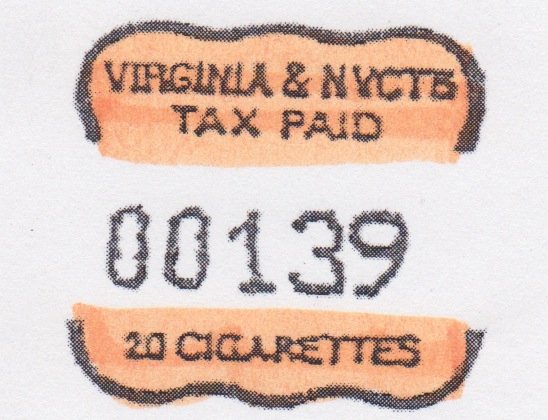 VIRGINIA & NVCTB
TAX PAID
00139
20 CIGARETTES